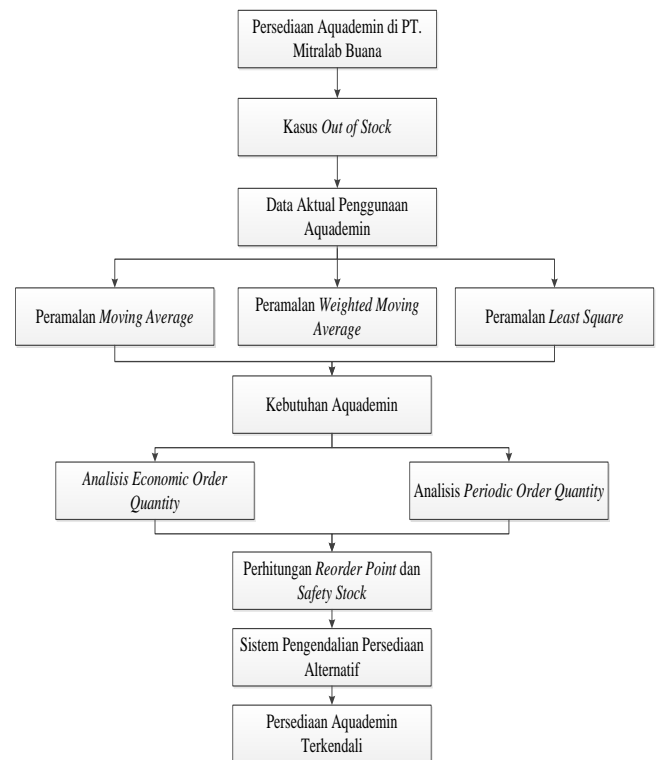 Persediaan Aquademin di PT.
Mitralab Buana
Kasus Out of Stock
Data Aktual Penggunaan
Aquademin
Peramalan Moving Average
Peramalan Weighted Moving
Average
Peramalan Least Square
Kebutuhan Aquademin
Analisis Economic Order
Quantity
Analisis Periodic Order Quantity
Perhitungan Reorder Point dan
Safety Stock
Sistem Pengendalian Persediaan
Alternatif
Persediaan Aquademin
Terkendali